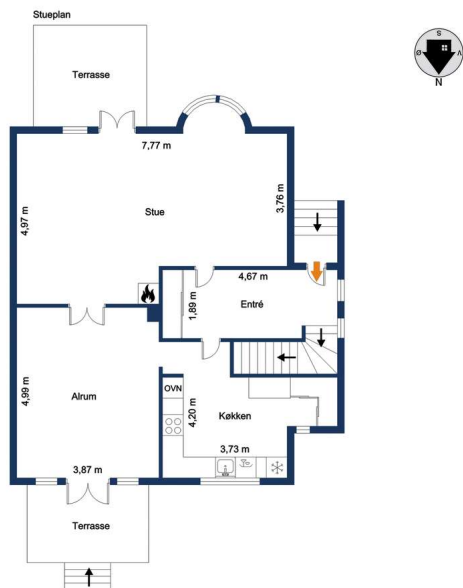 Stueplan
Terrasse
S
Ø
V
N
7,77 m
4,97 m
Stue
3,76 m
4,67 m
1,89 m
Entré
4,99 m
Alrum
OVN
4,20 m
Køkken
3,87 m
3,73 m
Terrasse